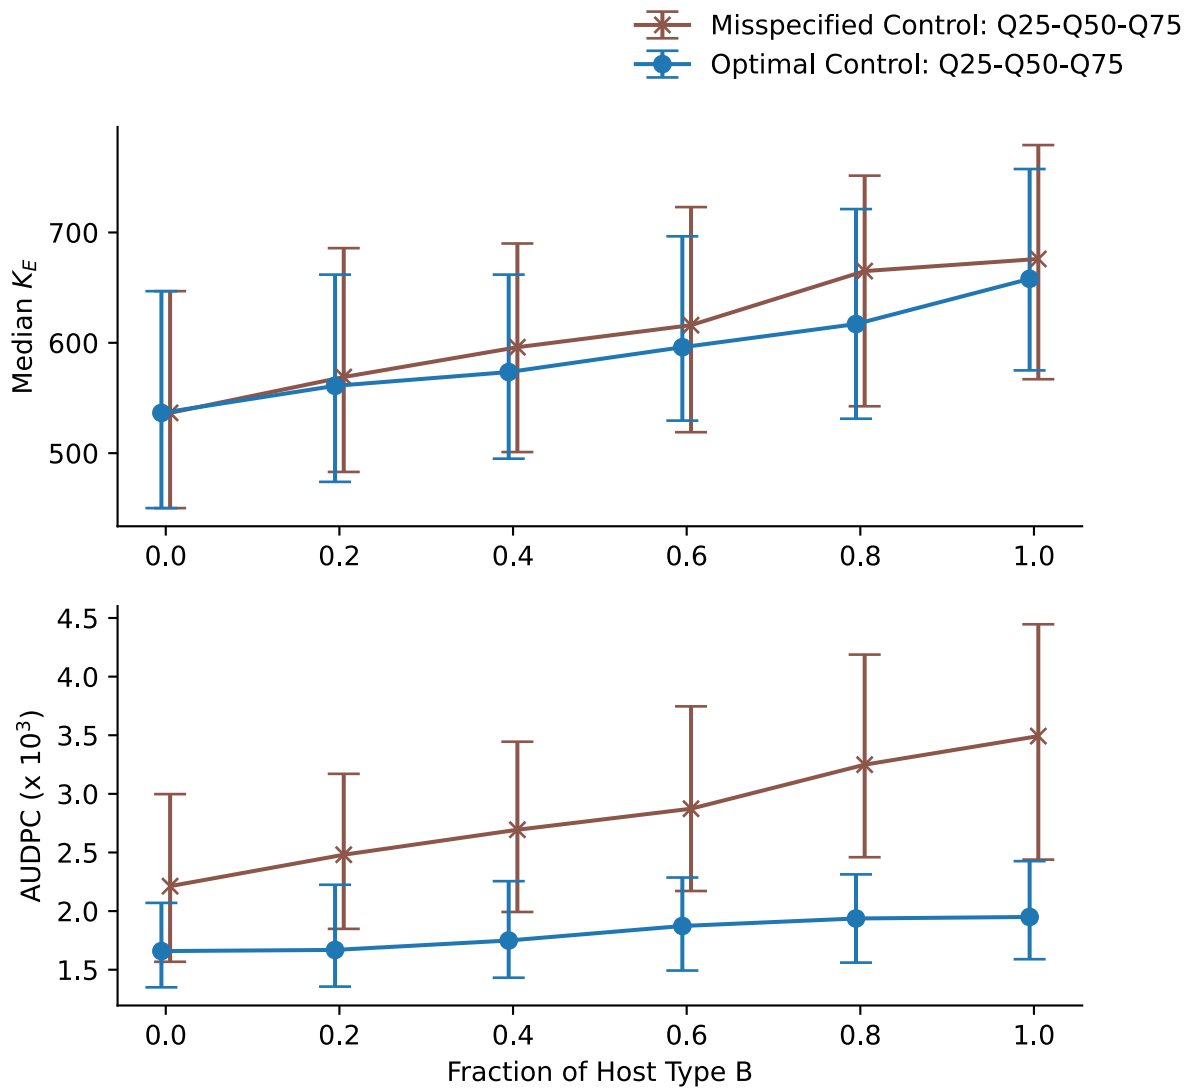 Misspecified Control: Q25-Q50-Q75
Optimal Control: Q25-Q50-Q75
Median K_E
700
600
500
0.0 0.2 0.4 0.6 0.8 1.0
AUDPC (x 10³)
4.5
4.0
3.5
3.0
2.5
2.0
1.5
0.0 0.2 0.4 0.6 0.8 1.0
Fraction of Host Type B